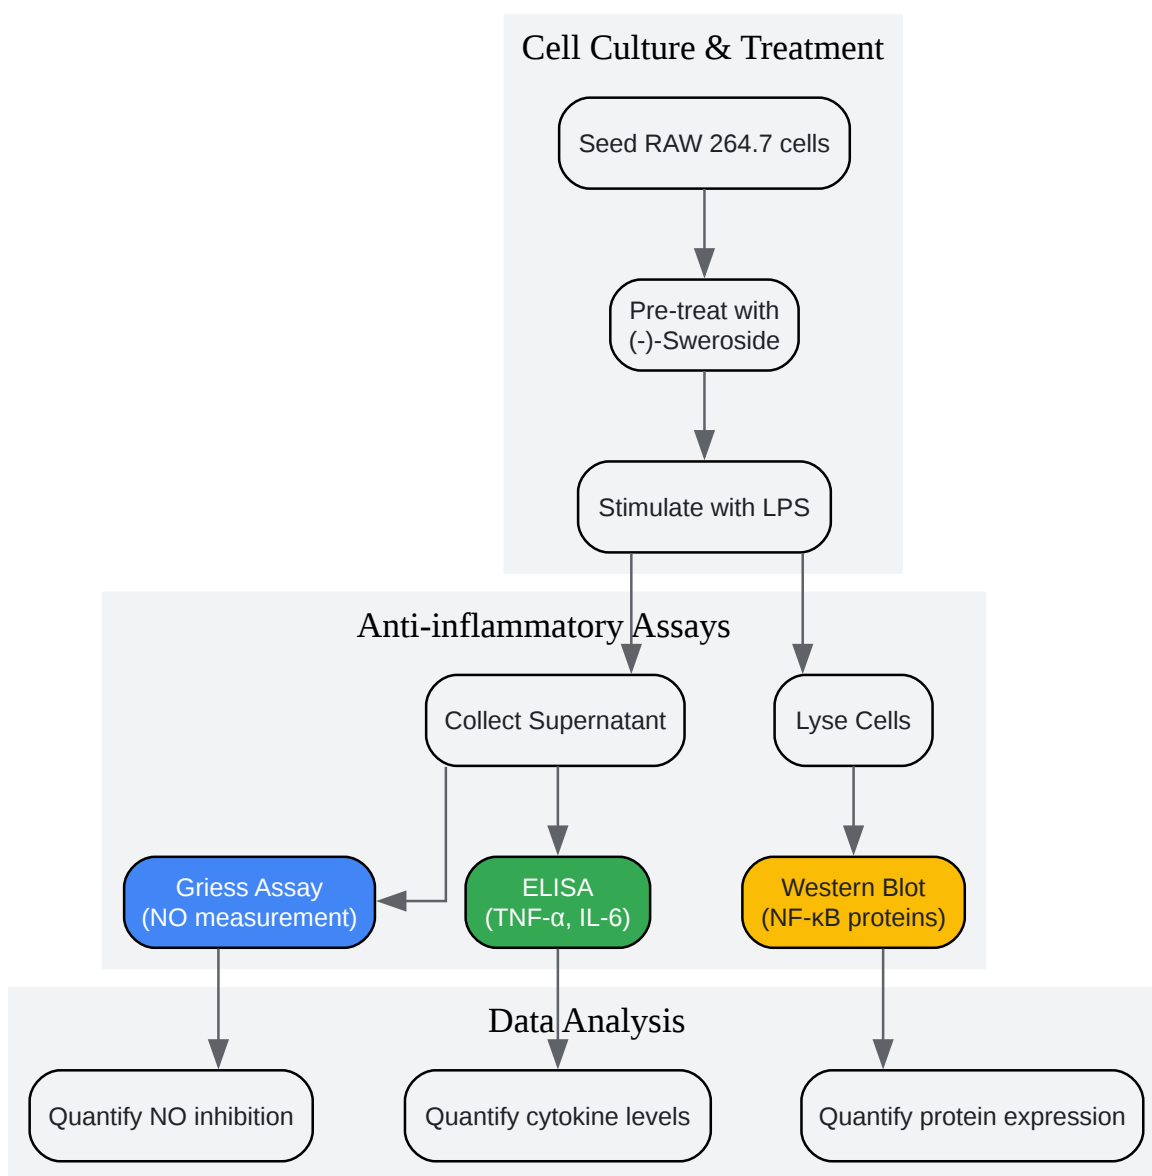 Cell Culture & Treatment
Seed RAW 264.7 cells
Pre-treat with
(-)-Sweroside
Stimulate with LPS
Anti-inflammatory Assays
Collect Supernatant
Lyse Cells
Griess Assay
(NO measurement)
ELISA
(TNF-α, IL-6)
Western Blot
(NF-κB proteins)
Data Analysis
Quantify NO inhibition
Quantify cytokine levels
Quantify protein expression